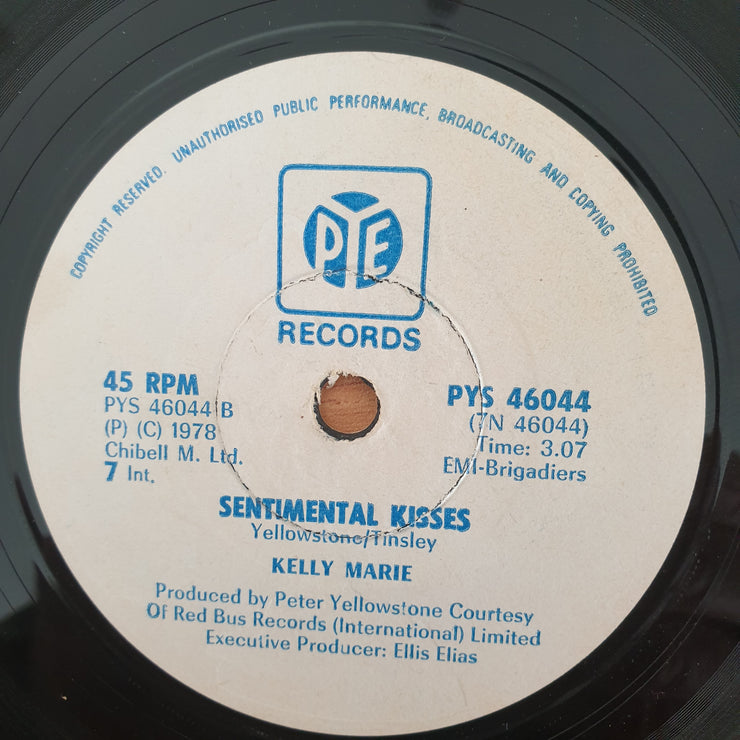 COPYRIGHT RESERVED. UNAUTHORISED PUBLIC PERFORMANCE, BROADCASTING AND COPYING PROHIBITED
PYE
RECORDS
45 RPM
PYS 46044 B
(P) (C) 1978
Chibell M. Ltd.
7 Int.
PYS 46044
(7N 46044)
Time: 3.07
EMI-Brigadiers
SENTIMENTAL KISSES
Yellowstone/Tinsley
KELLY MARIE
Produced by Peter Yellowstone Courtesy
Of Red Bus Records (International) Limited
Executive Producer: Ellis Elias